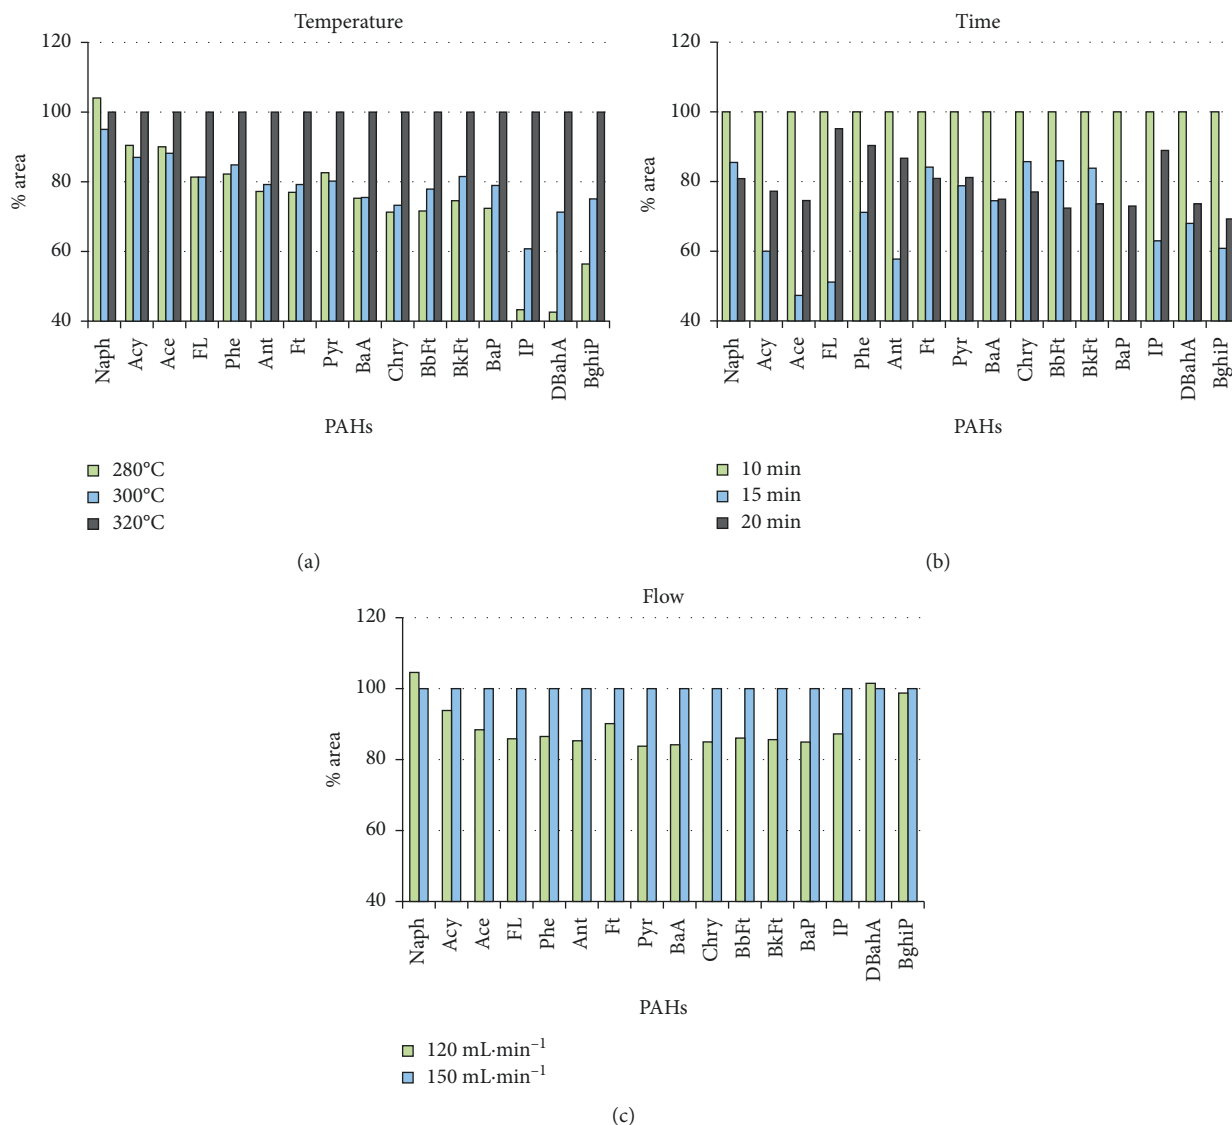 Temperature
120
100
80
60
40
% area
Naph
Acy
Ace
FL
Phe
Ant
Ft
Pyr
BaA
Chry
BbFt
BkFt
BaP
IP
DBahA
BghiP
PAHs
280°C
300°C
320°C
(a)
Time
120
100
80
60
40
% area
Naph
Acy
Ace
FL
Phe
Ant
Ft
Pyr
BaA
Chry
BbFt
BkFt
BaP
IP
DBahA
BghiP
PAHs
10 min
15 min
20 min
(b)
Flow
120
100
80
60
40
% area
Naph
Acy
Ace
FL
Phe
Ant
Ft
Pyr
BaA
Chry
BbFt
BkFt
BaP
IP
DBahA
BghiP
PAHs
120 mL·min⁻¹
150 mL·min⁻¹
(c)